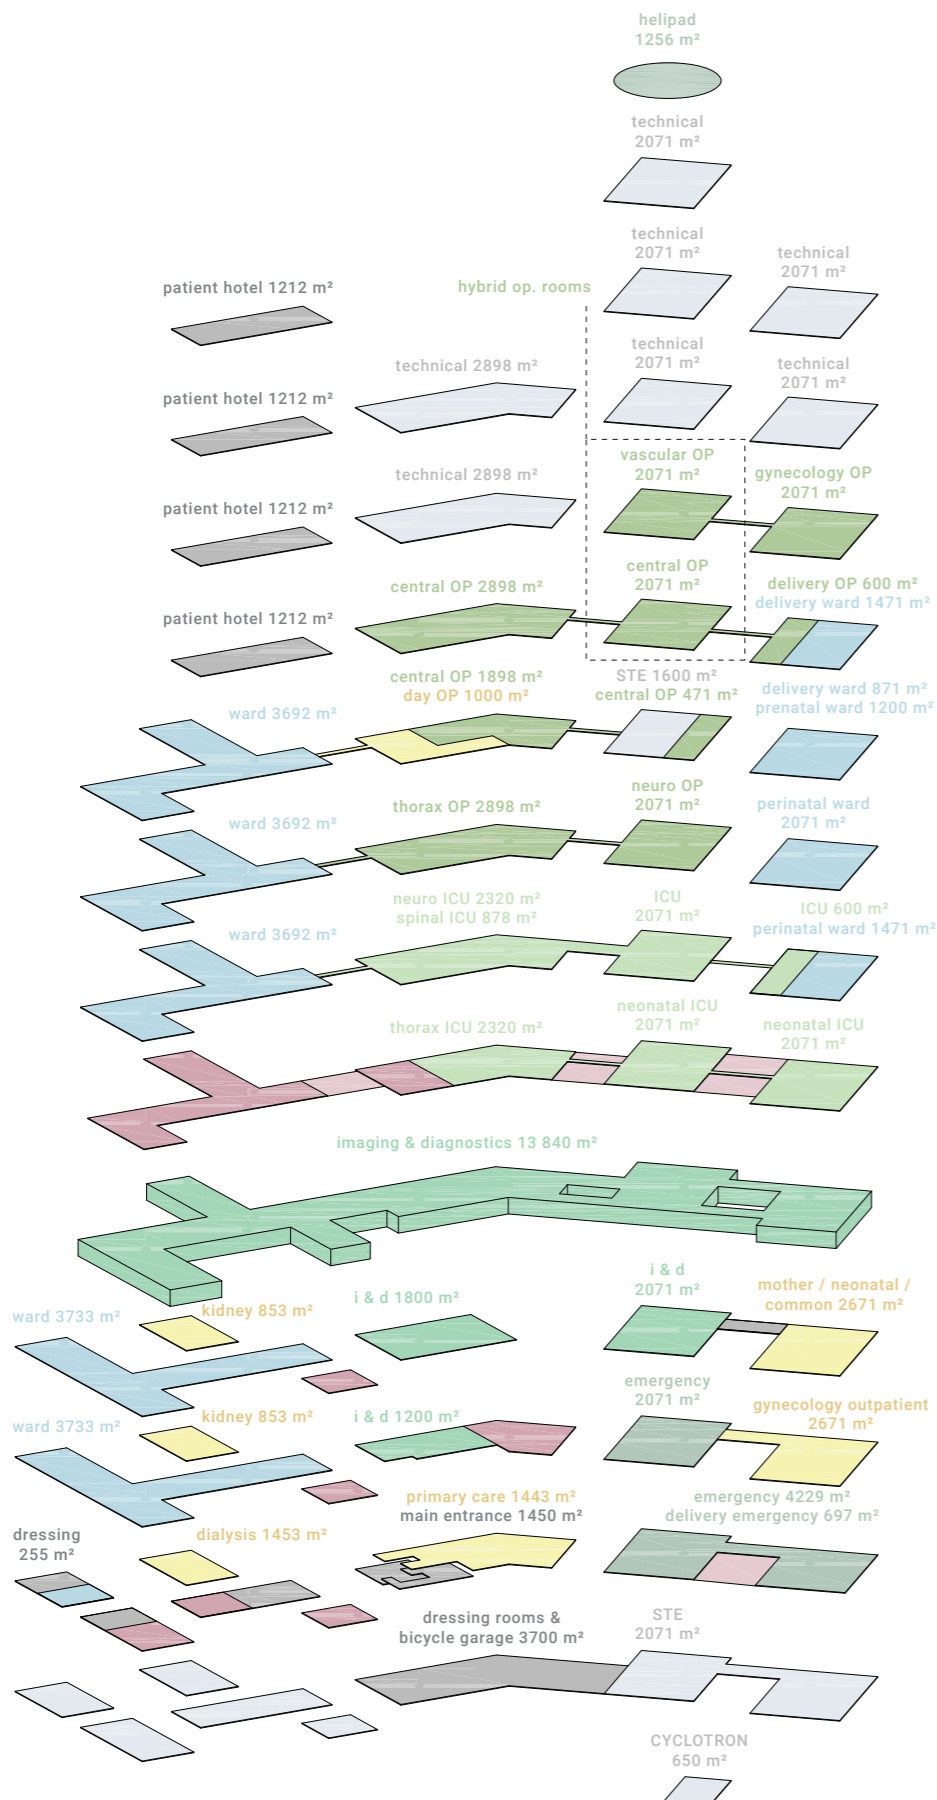 helipad
1256 m²
technical
2071 m²
technical
2071 m²
technical
2071 m²
patient hotel 1212 m²
hybrid op. rooms
technical 2898 m²
technical
2071 m²
technical
2071 m²
patient hotel 1212 m²
vascular OP
2071 m²
gynecology OP
2071 m²
technical 2898 m²
patient hotel 1212 m²
central OP 2898 m²
central OP
2071 m²
delivery OP 600 m²
delivery ward 1471 m²
patient hotel 1212 m²
central OP 1898 m²
day OP 1000 m²
STE 1600 m²
central OP 471 m²
delivery ward 871 m²
prenatal ward 1200 m²
ward 3692 m²
thorax OP 2898 m²
neuro OP
2071 m²
perinatal ward
2071 m²
ward 3692 m²
neuro ICU 2320 m²
spinal ICU 878 m²
ICU
2071 m²
ICU 600 m²
perinatal ward 1471 m²
ward 3692 m²
thorax ICU 2320 m²
neonatal ICU
2071 m²
neonatal ICU
2071 m²
imaging & diagnostics 13 840 m²
ward 3733 m²
kidney 853 m²
i & d 1800 m²
i & d
2071 m²
mother / neonatal /
common 2671 m²
ward 3733 m²
kidney 853 m²
i & d 1200 m²
emergency
2071 m²
gynecology outpatient
2671 m²
dressing
255 m²
dialysis 1453 m²
primary care 1443 m²
main entrance 1450 m²
emergency 4229 m²
delivery emergency 697 m²
dressing rooms &
bicycle garage 3700 m²
STE
2071 m²
CYCLOTRON
650 m²